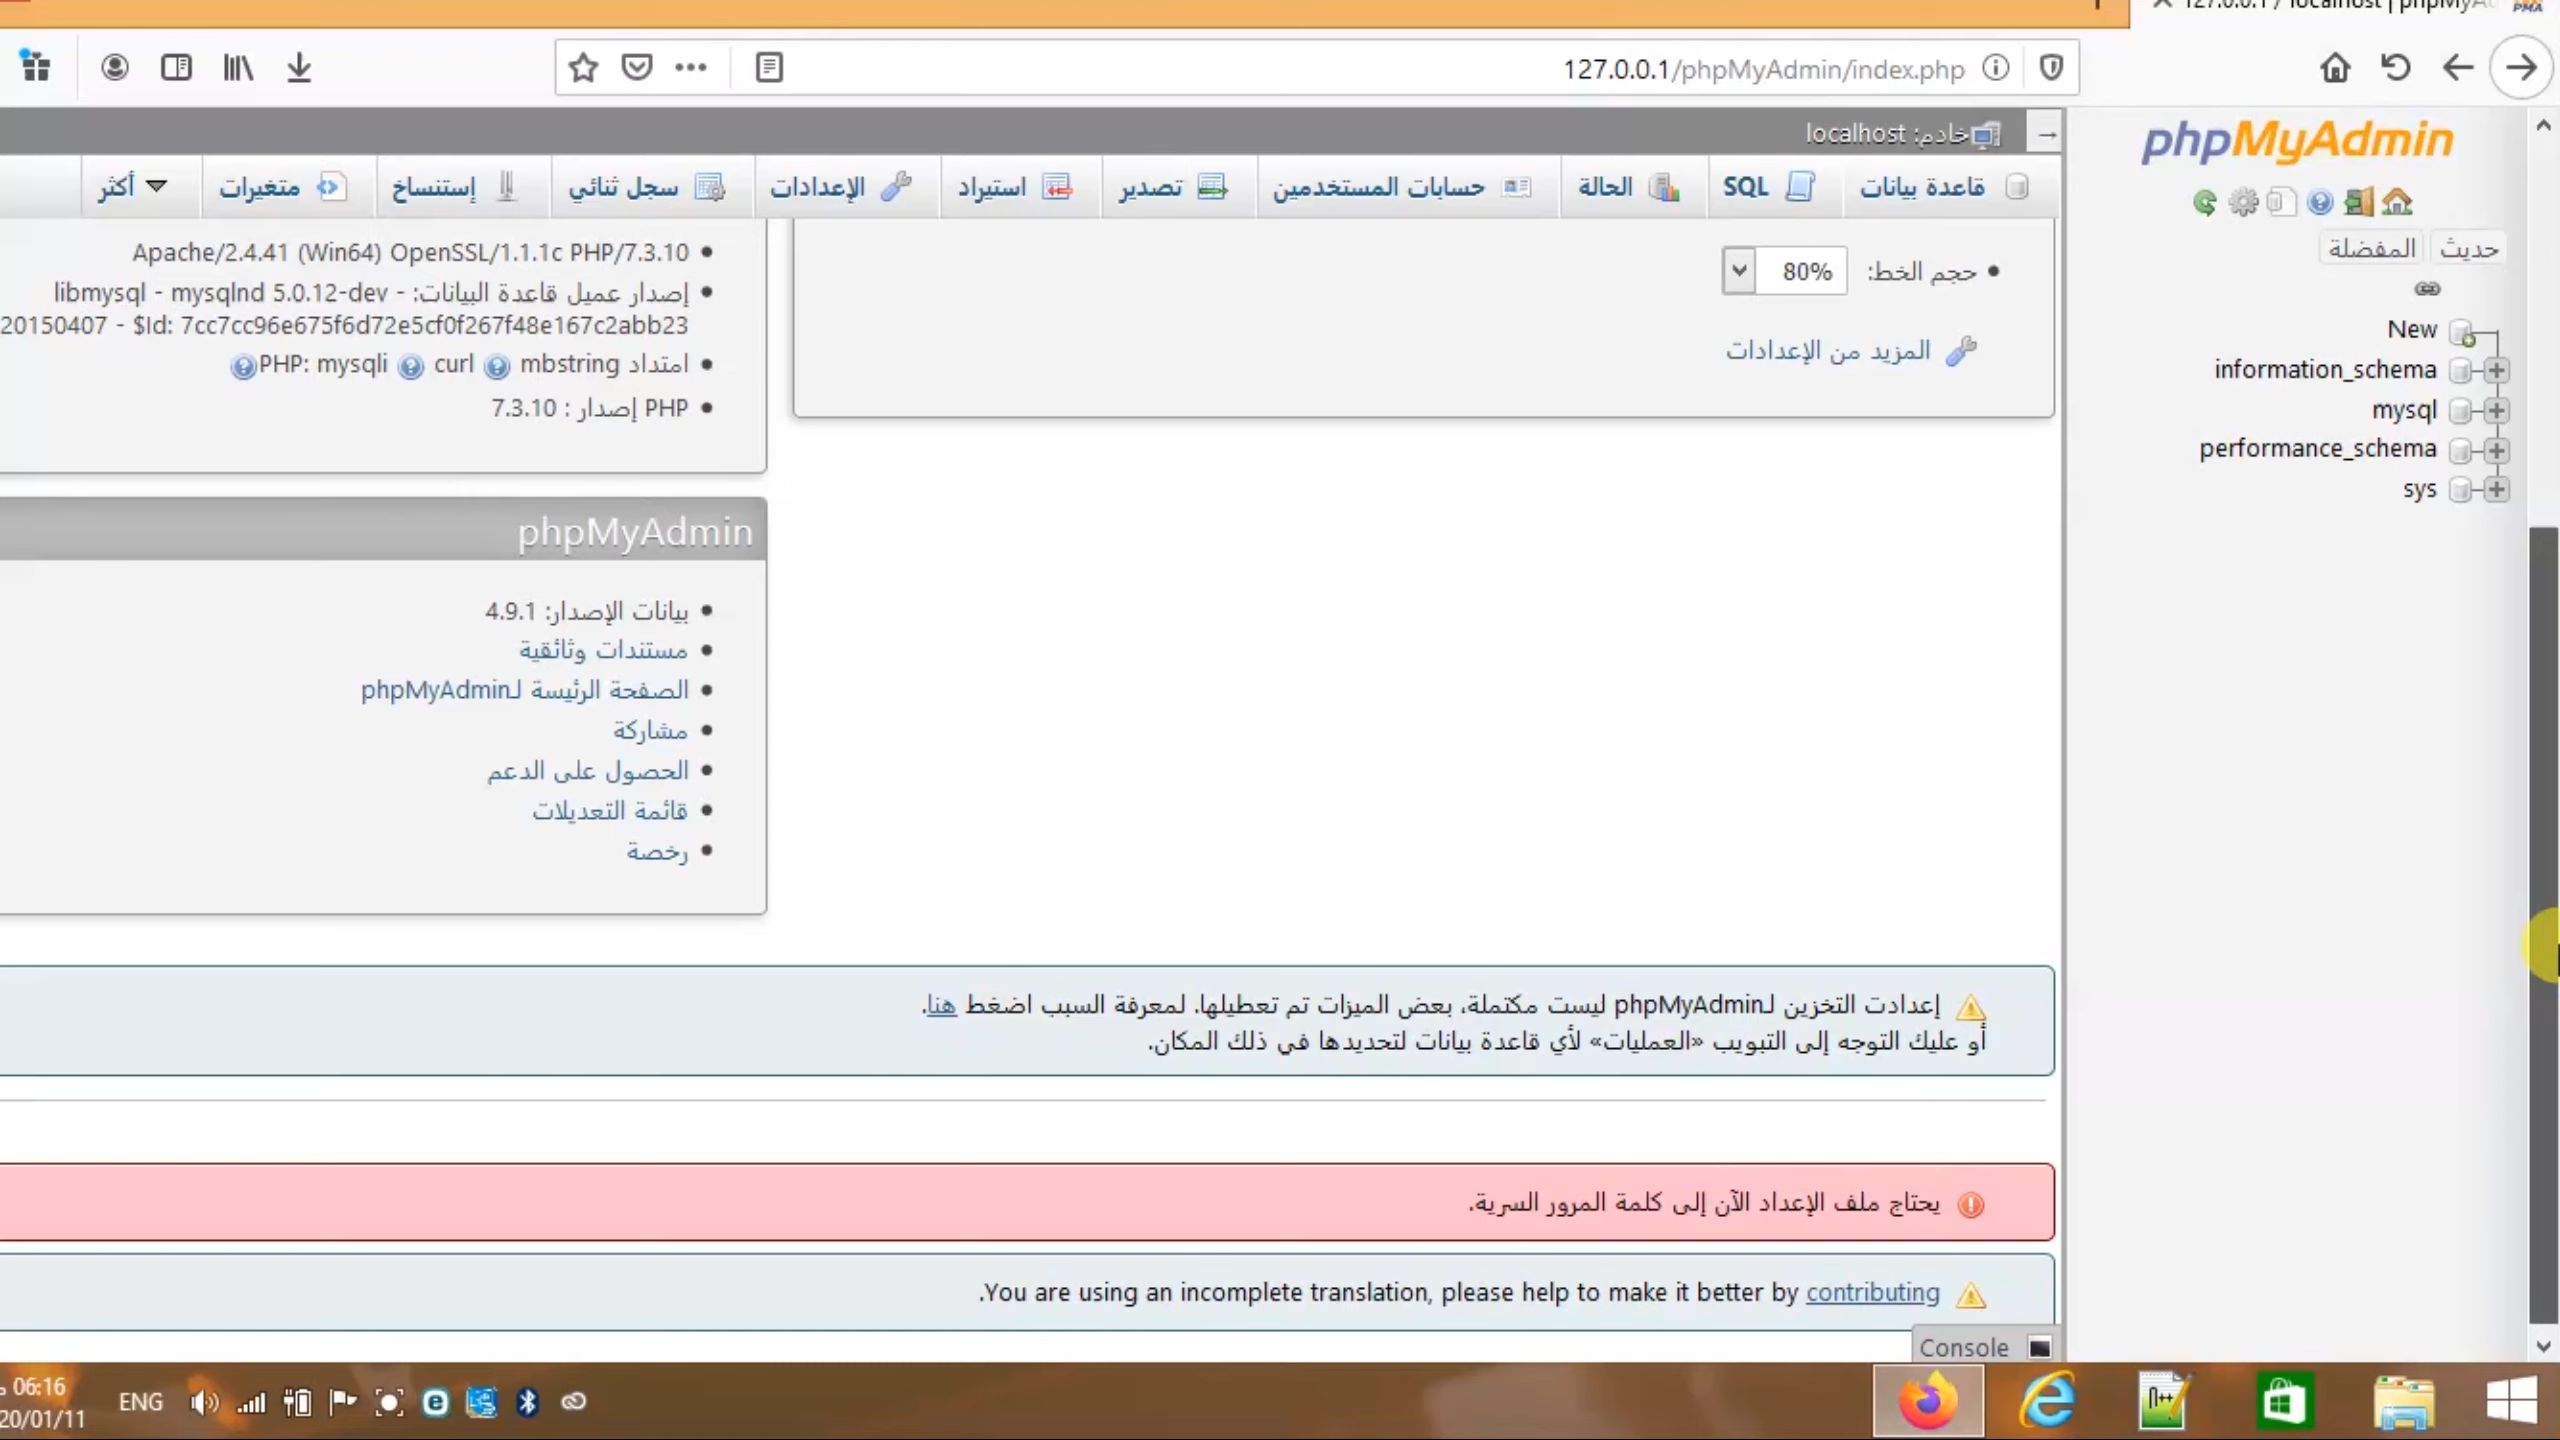 127.0.0.1/phpMyAdmin/index.php
phpMyAdmin
حديث
المفضلة
New
information_schema
mysql
performance_schema
sys
خادم: localhost
قاعدة بيانات
SQL
الحالة
حسابات المستخدمين
تصدير
استيراد
الإعدادات
سجل ثنائي
إستنساخ
متغيرات
أكثر
حجم الخط: 80%
المزيد من الإعدادات
Apache/2.4.41 (Win64) OpenSSL/1.1.1c PHP/7.3.10
إصدار عميل قاعدة البيانات: libmysql - mysqlnd 5.0.12-dev -
20150407 - $Id: 7cc7cc96e675f6d72e5cf0f267f48e167c2abb23
امتداد PHP: mysqli curl mbstring
PHP إصدار : 7.3.10
phpMyAdmin
بيانات الإصدار: 4.9.1
مستندات وثائقية
الصفحة الرئيسة لـphpMyAdmin
مشاركة
الحصول على الدعم
قائمة التعديلات
رخصة
إعدادت التخزين لـphpMyAdmin ليست مكتملة، بعض الميزات تم تعطيلها. لمعرفة السبب اضغط هنا.
أو عليك التوجه إلى التبويب «العمليات» لأي قاعدة بيانات لتحديدها في ذلك المكان.
يحتاج ملف الإعداد الآن إلى كلمة المرور السرية.
You are using an incomplete translation, please help to make it better by contributing.
Console
ENG
06:16
20/01/11